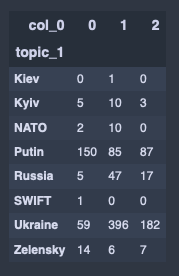 col_0 0 1 2
topic_1
Kiev 0 1 0
Kyiv 5 10 3
NATO 2 10 0
Putin 150 85 87
Russia 5 47 17
SWIFT 1 0 0
Ukraine 59 396 182
Zelensky 14 6 7